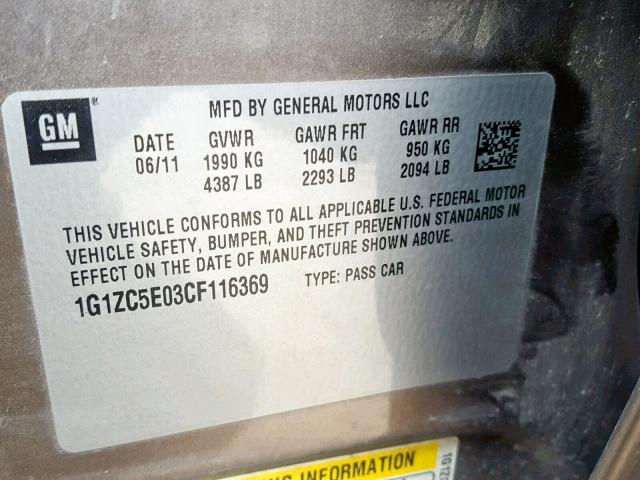 GM®
MFD BY GENERAL MOTORS LLC
DATE GVWR GAWR FRT GAWR RR
06/11 1990 KG 1040 KG 950 KG
4387 LB 2293 LB 2094 LB
THIS VEHICLE CONFORMS TO ALL APPLICABLE U.S. FEDERAL MOTOR
VEHICLE SAFETY, BUMPER, AND THEFT PREVENTION STANDARDS IN
EFFECT ON THE DATE OF MANUFACTURE SHOWN ABOVE.
1G1ZC5E03CF116369 TYPE: PASS CAR
INFORMATION